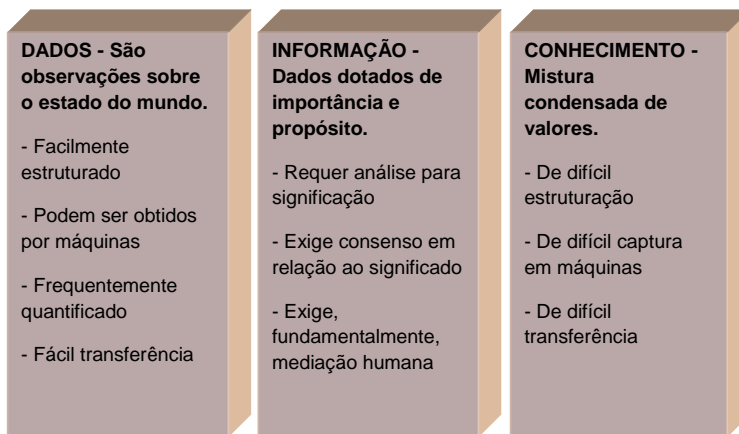 DADOS - São
observações sobre
o estado do mundo.
- Facilmente
estruturado
- Podem ser obtidos
por máquinas
- Frequentemente
quantificado
- Fácil transferência
INFORMAÇÃO -
Dados dotados de
importância e
propósito.
- Requer análise para
significação
- Exige consenso em
relação ao significado
- Exige,
fundamentalmente,
mediação humana
CONHECIMENTO -
Mistura
condensada de
valores.
- De difícil
estruturação
- De difícil captura
em máquinas
- De difícil
transferência